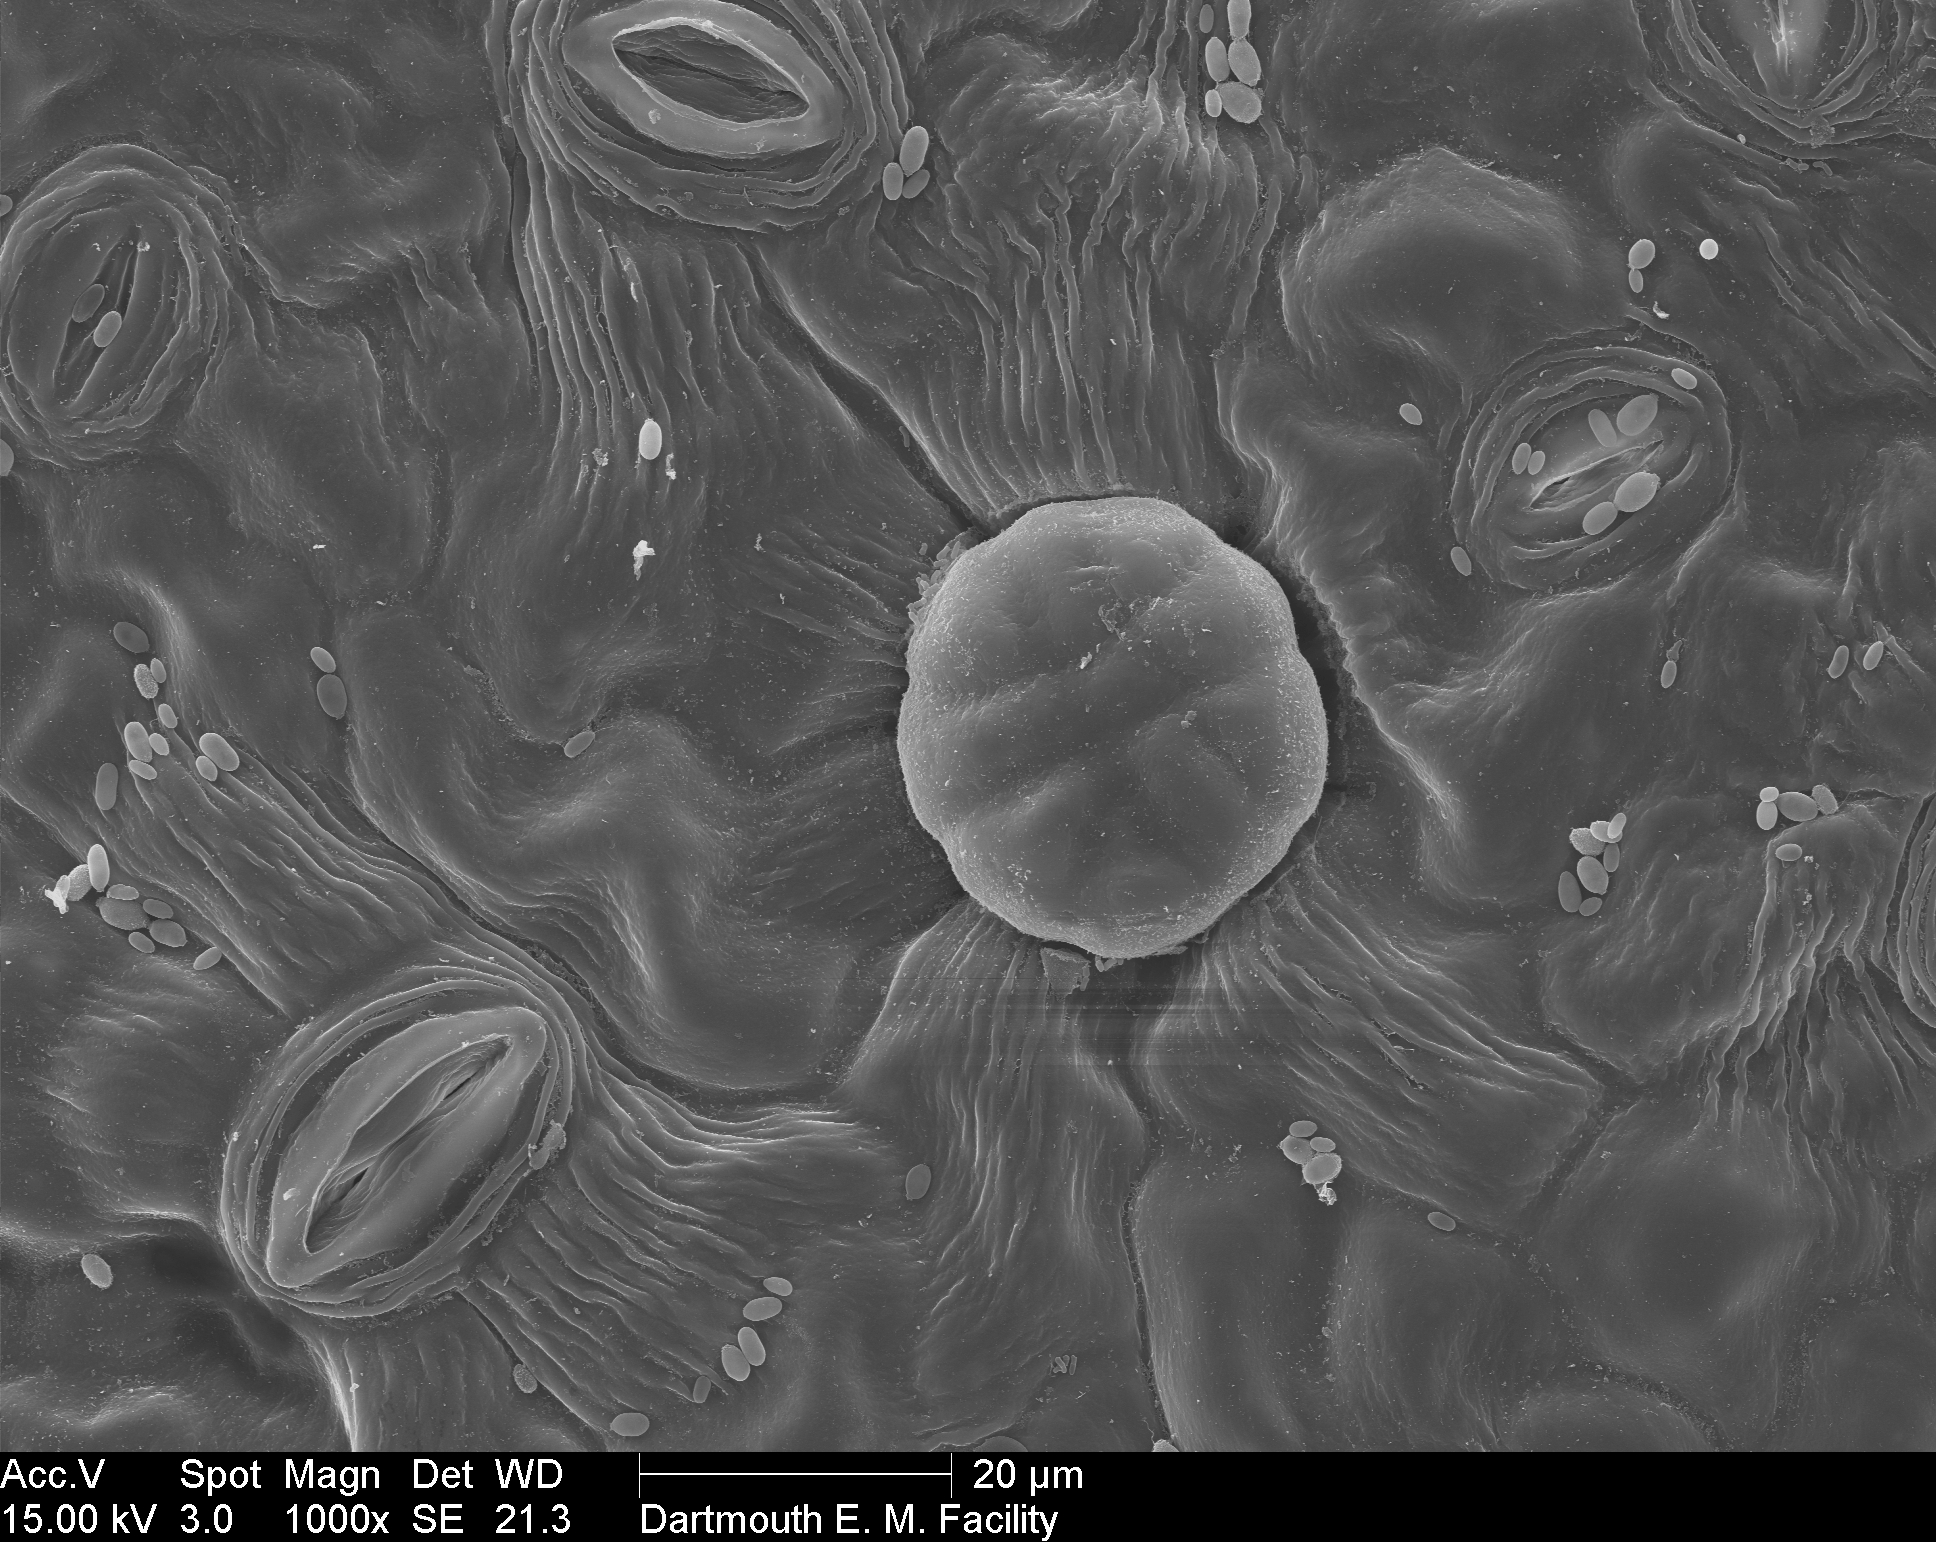 Acc.V Spot Magn Det WD 20 µm
15.00 kV 3.0 1000x SE 21.3 Dartmouth E. M. Facility